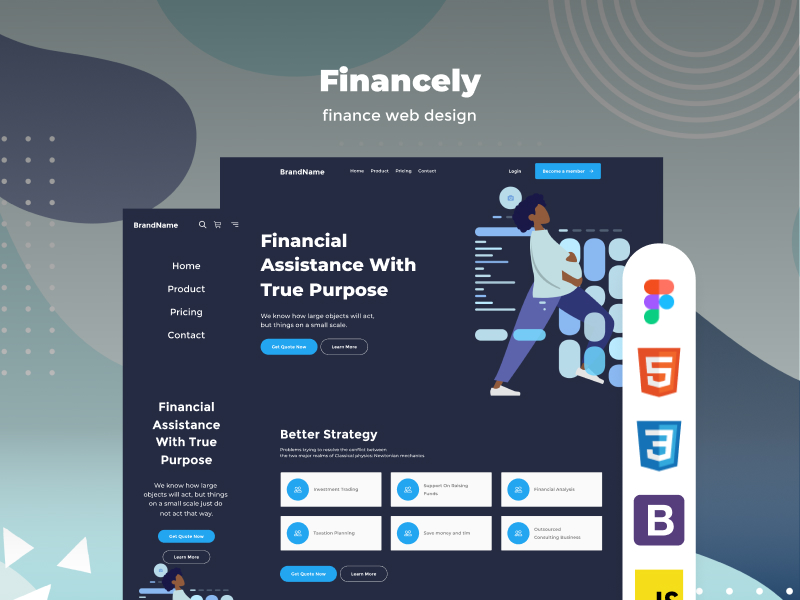 Financely
finance web design
BrandName
Home Product Pricing Contact
Login
Become a member
Financial
Assistance With
True Purpose
We know how large objects will act,
but things on a small scale.
Get Quote Now
Learn More
Better Strategy
Problems trying to resolve the conflict between
the two major realms of Classical physics: Newtonian mechanics
Investment Trading
Support On Raising
Funds
Financial Analysis
Taxation Planning
Save money and tim
Outsourced
Consulting Business
Get Quote Now
Learn More
BrandName
Home
Product
Pricing
Contact
Financial
Assistance
With True
Purpose
We know how large
objects will act, but things
on a small scale just do
not act that way.
Get Quote Now
Learn More
5
3
B
JS